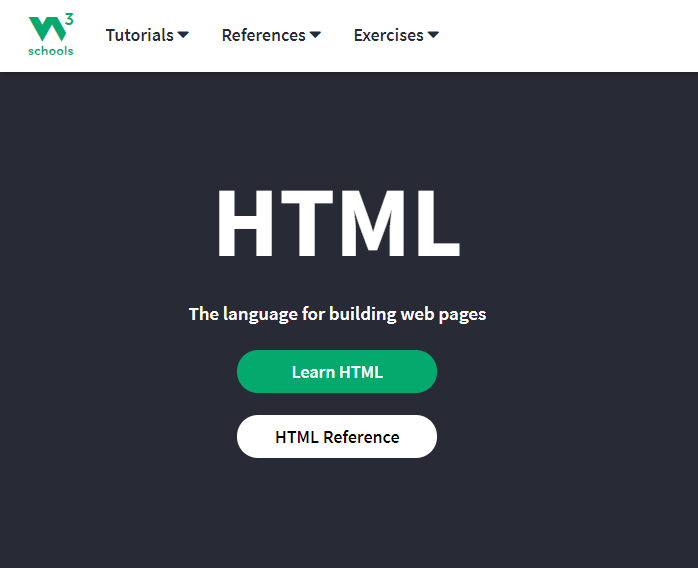 W3
schools
Tutorials
References
Exercises
HTML
The language for building web pages
Learn HTML
HTML Reference